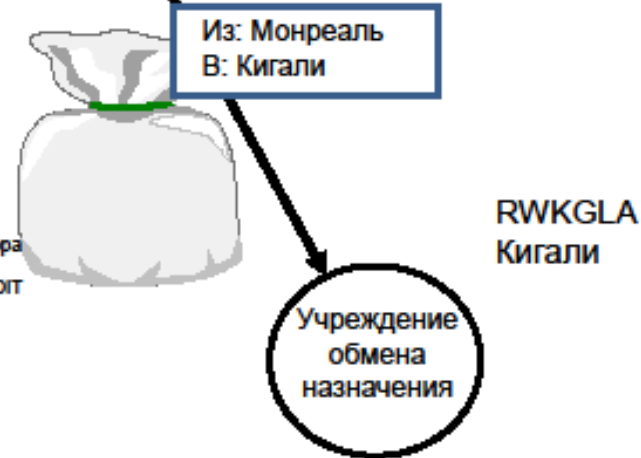 Из: Монреаль
В: Кигали
RWKGLA
Кигали
Учреждение
обмена
назначения